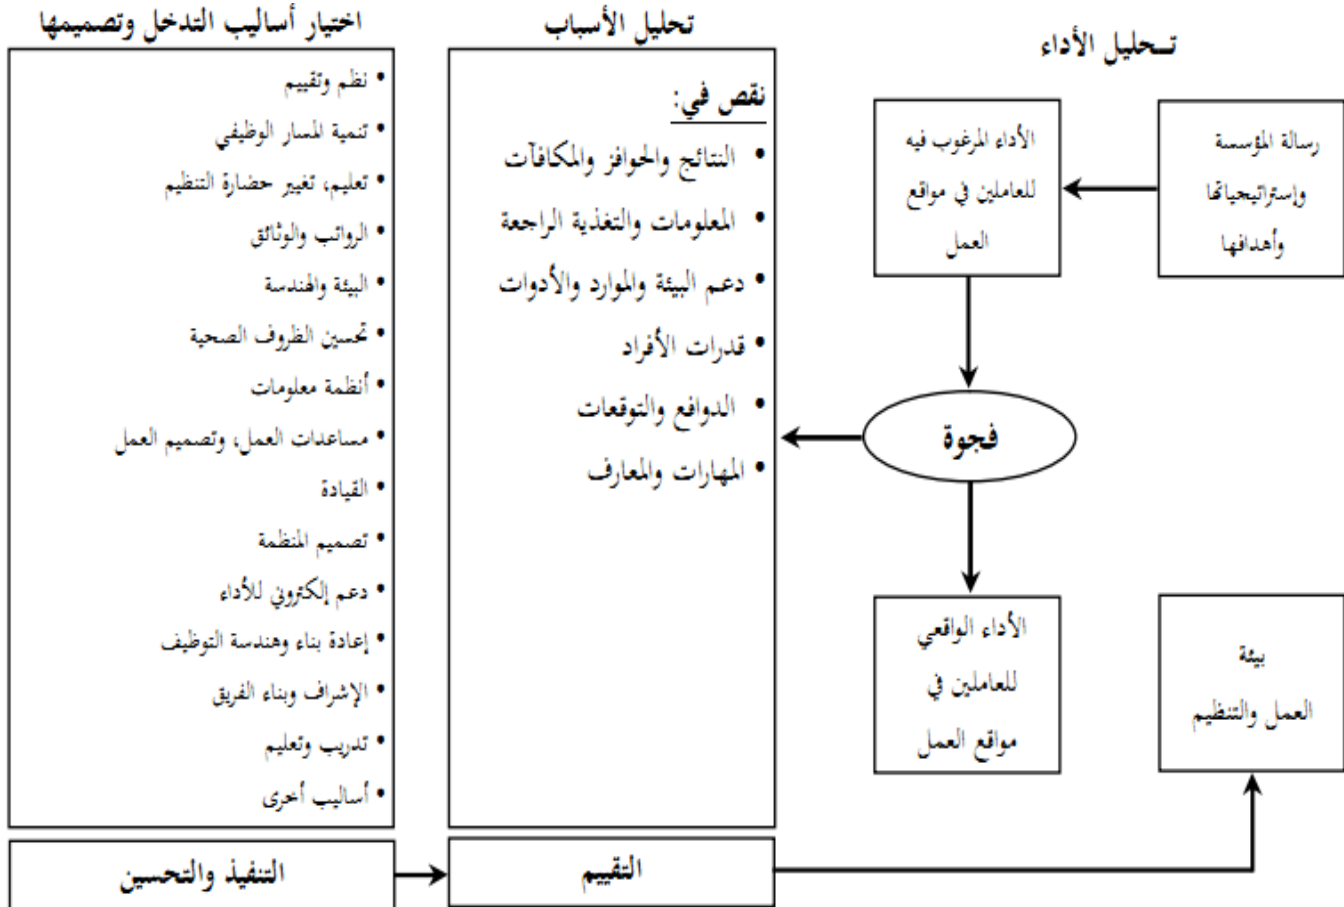 تـحليل الأداء
رسالة المؤسسة
وإستراتيجياتها
وأهدافها
الأداء المرغوب فيه
للعاملين في مواقع
العمل
فجوة
الأداء الواقعي
للعاملين في
مواقع العمل
بيئة
العمل والتنظيم
تحليل الأسباب
نقص في:
• النتائج والحوافز والمكافآت
• المعلومات والتغذية الراجعة
• دعم البيئة والموارد والأدوات
• قدرات الأفراد
• الدوافع والتوقعات
• المهارات والمعارف
اختيار أساليب التدخل وتصميمها
• نظم وتقييم
• تنمية المسار الوظيفي
• تعليم، تغيير حضارة التنظيم
• الرواتب والوثائق
• البيئة والهندسة
• تحسين الظروف الصحية
• أنظمة معلومات
• مساعدات العمل، وتصميم العمل
• القيادة
• تصميم المنظمة
• دعم إلكتروني للأداء
• إعادة بناء وهندسة التوظيف
• الإشراف وبناء الفريق
• تدريب وتعليم
• أساليب أخرى
التنفيذ والتحسين
التقييم